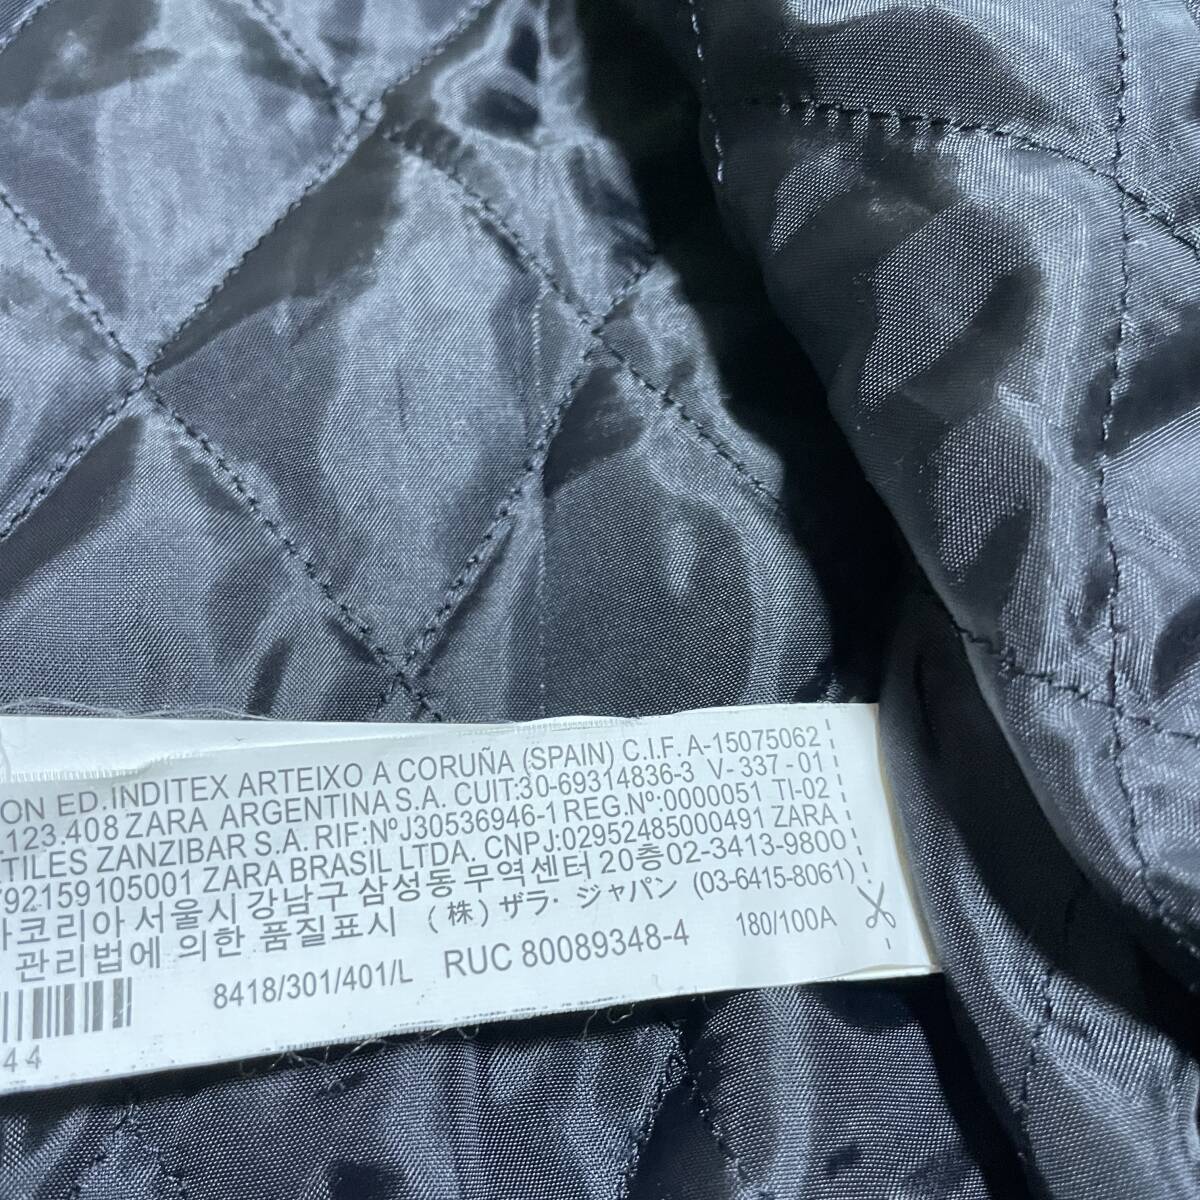 A CORUÑA (SPAIN) C.I.F. A-15075062
ON ED.INDITEX ARTEIXO
.123.408 ZARA ARGENTINA S.A. CUIT:30-69314836-3 V-337-01
TILES ZANZIBAR S.A. RIF:NºJ30536946-1 REG.Nº:0000051 TI-02
792159105001 ZARA BRASIL LTDA. CNPJ:02952485000491 ZARA
코리아 서울시 강남구 삼성동 무역센터 20층 02-3413-9800
관리법에 의한 품질표시 (株) ザラ・ジャパン (03-6415-8061)
8418/301/401/L RUC 80089348-4 180/100A
44